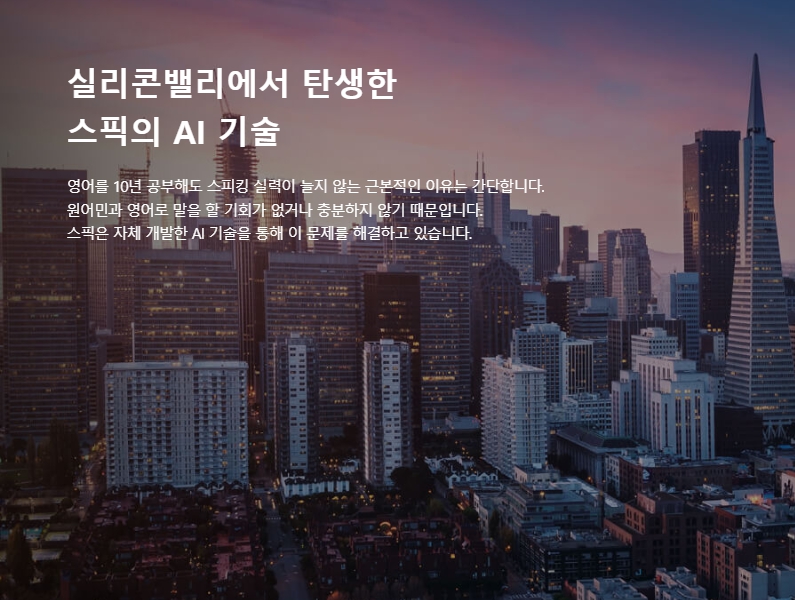 실리콘밸리에서 탄생한
스픽의 AI 기술
영어를 10년 공부해도 스피킹 실력이 늘지 않는 근본적인 이유는 간단합니다.
원어민과 영어로 말을 할 기회가 없거나 충분하지 않기 때문입니다.
스픽은 자체 개발한 AI 기술을 통해 이 문제를 해결하고 있습니다.